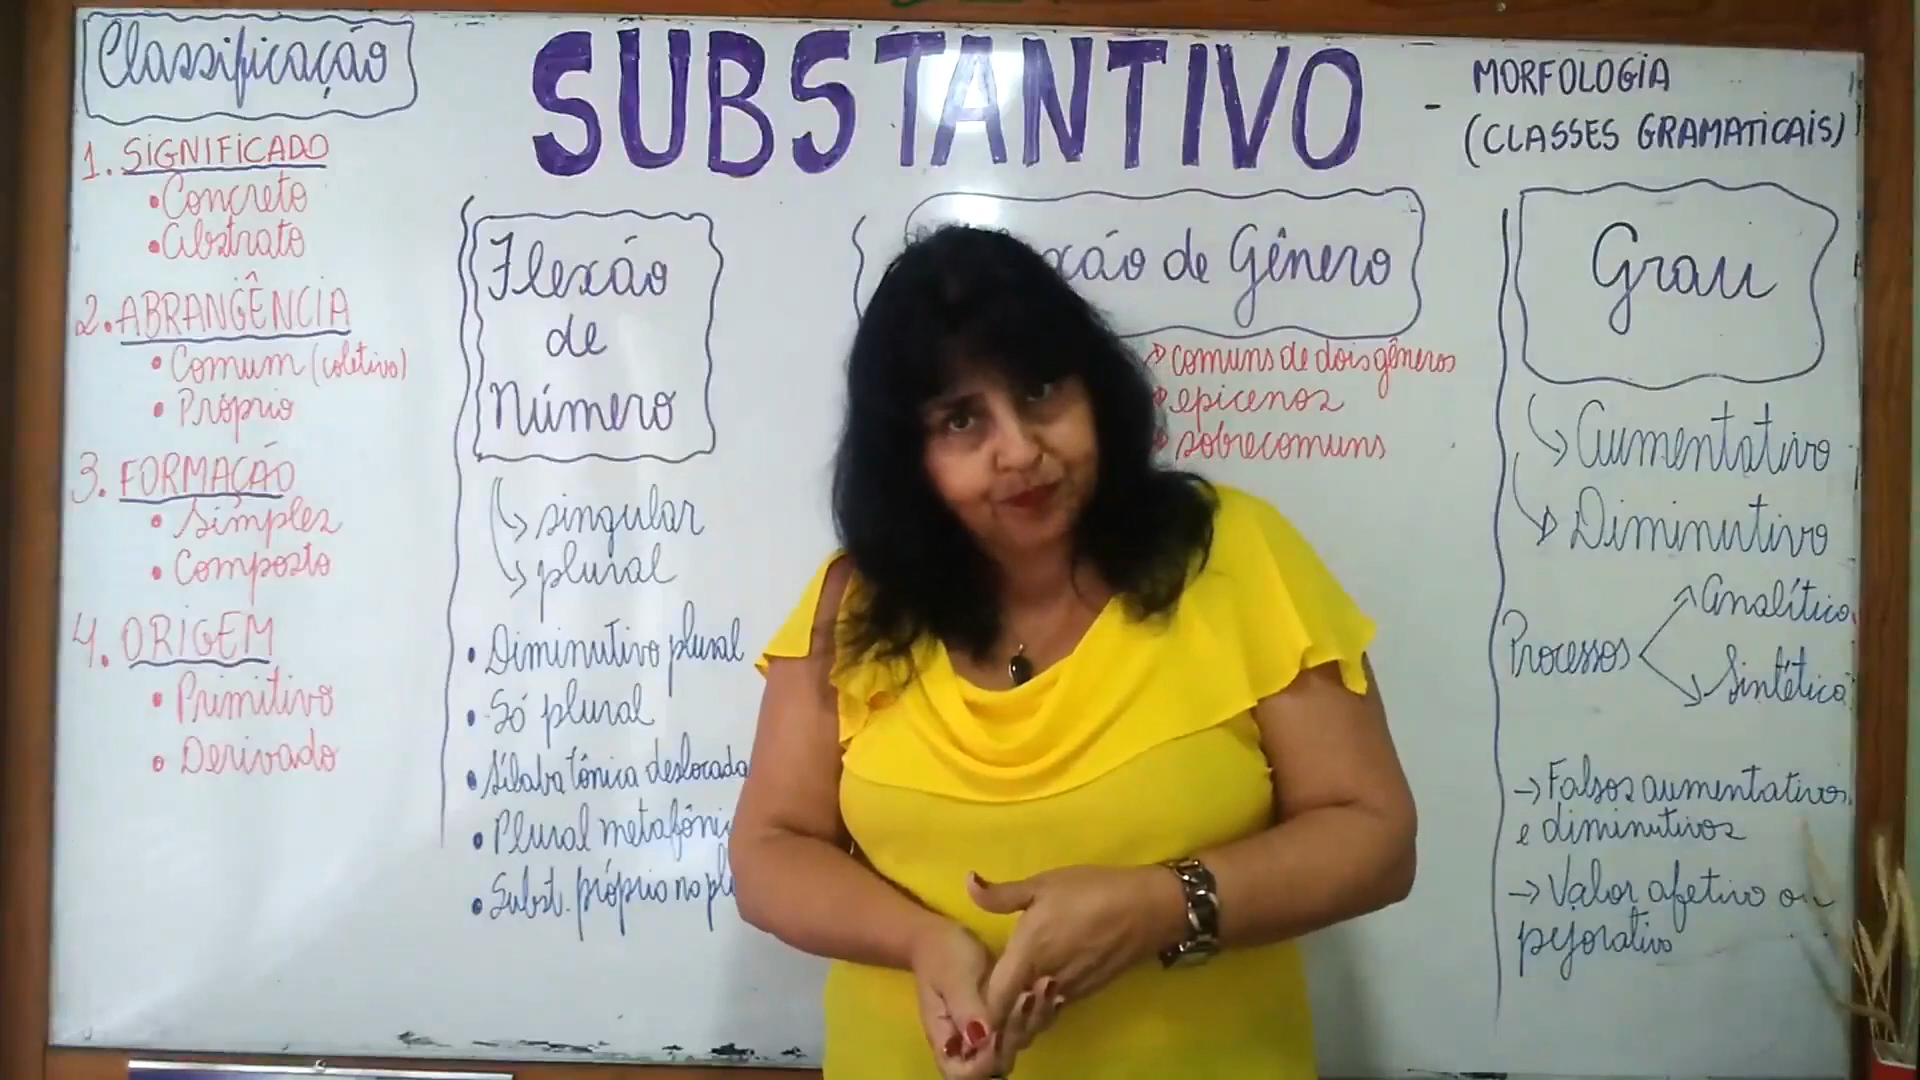 SUBSTANTIVO
- MORFOLOGIA
(CLASSES GRAMATICAIS)
Classificação
1. SIGNIFICADO
• Concreto
• Abstrato
2. ABRANGÊNCIA
• Comum (coletivo)
• Próprio
3. FORMAÇÃO
• Simples
• Composto
4. ORIGEM
• Primitivo
• Derivado
Flexão
de
Número
singular
plural
• Diminutivo plural
• Só plural
• Sílaba tônica deslocada
• Plural
• Subst. próprio no
de Gênero
comuns de dois gêneros
epicenos
sobrecomuns
Grau
Aumentativo
Diminutivo
Processos
Analítico
Sintético
→ Falsos aumentativos
e diminutivos
→ Valor afetivo ou
pejorativo